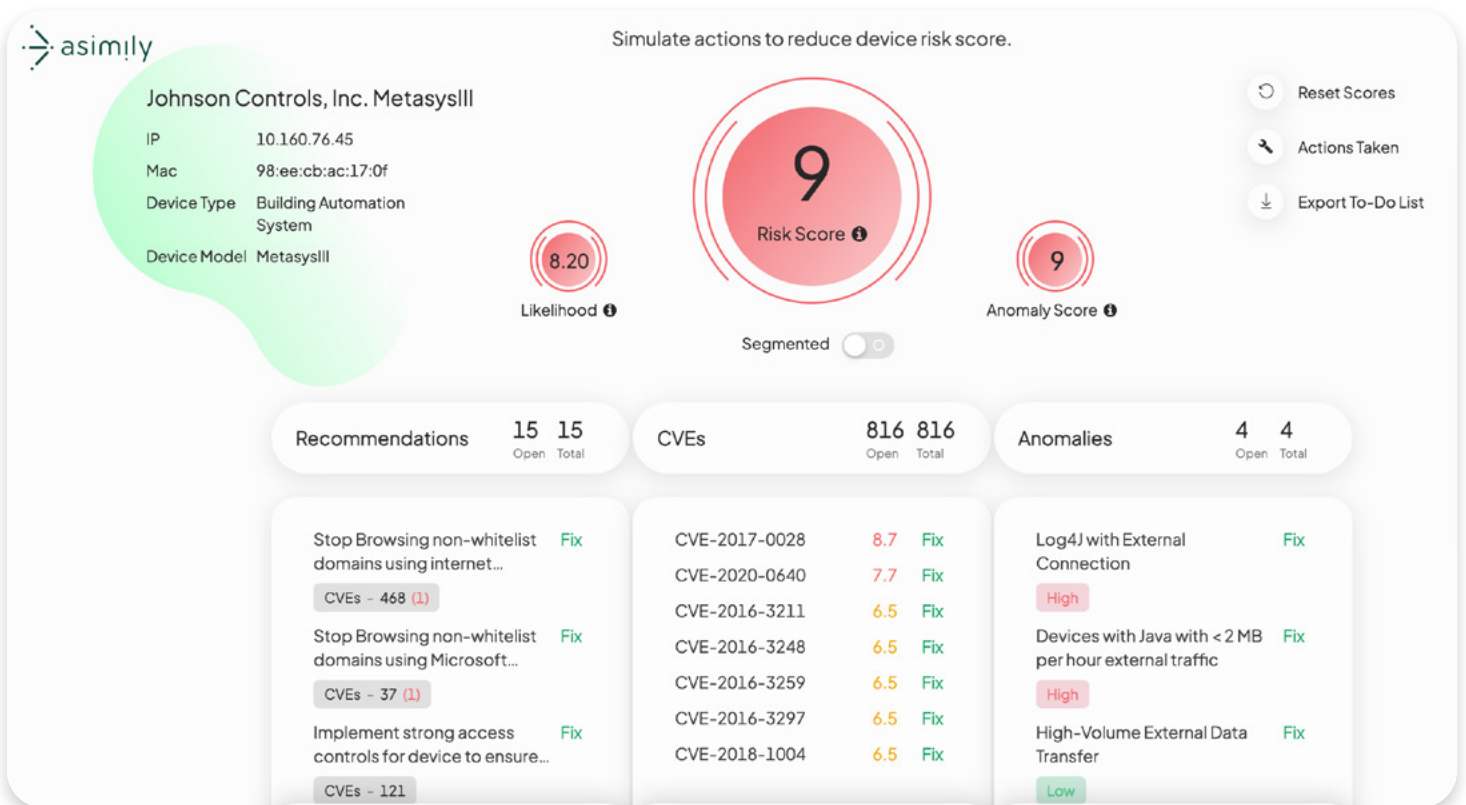 asimily
Simulate actions to reduce device risk score.
Johnson Controls, Inc. MetasysIII
IP 10.160.76.45
Mac 98:ee:cb:ac:17:0f
Device Type Building Automation
System
Device Model MetasysIII
9
Risk Score
8.20
Likelihood
9
Anomaly Score
Segmented
Reset Scores
Actions Taken
Export To-Do List
Recommendations 15 15
Open Total
CVEs 816 816
Open Total
Anomalies 4 4
Open Total
Stop Browsing non-whitelist Fix
domains using internet...
CVEs - 468 (1)
Stop Browsing non-whitelist Fix
domains using Microsoft...
CVEs - 37 (1)
Implement strong access Fix
controls for device to ensure...
CVEs - 121
CVE-2017-0028 8.7 Fix
CVE-2020-0640 7.7 Fix
CVE-2016-3211 6.5 Fix
CVE-2016-3248 6.5 Fix
CVE-2016-3259 6.5 Fix
CVE-2016-3297 6.5 Fix
CVE-2018-1004 6.5 Fix
Log4J with External Fix
Connection
High
Devices with Java with < 2 MB Fix
per hour external traffic
High
High-Volume External Data Fix
Transfer
Low